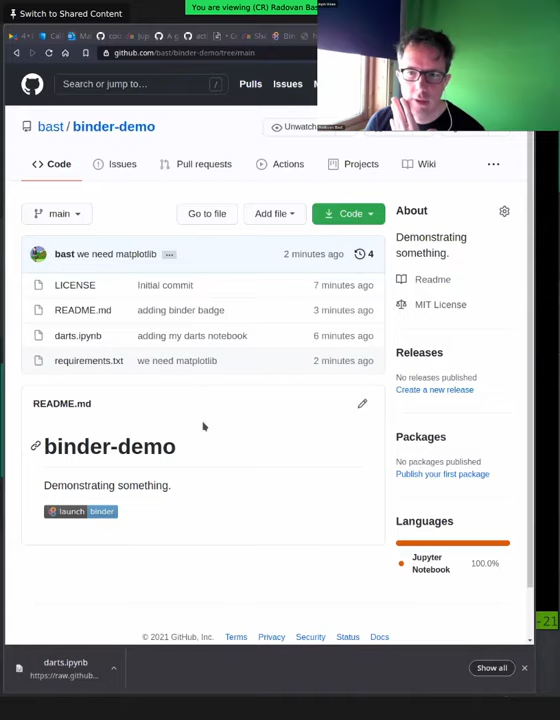 Switch to Shared Content
You are viewing (CR) Radovan Bas
github.com/bast/binder-demo/tree/main
Search or jump to...
/
Pulls
Issues
bast / binder-demo
Unwatch
Code
Issues
Pull requests
Actions
Projects
Wiki
...
main
Go to file
Add file
Code
About
Demonstrating
something.
Readme
MIT License
bast we need matplotlib ...
2 minutes ago
4
LICENSE
Initial commit
7 minutes ago
README.md
adding binder badge
3 minutes ago
darts.ipynb
adding my darts notebook
6 minutes ago
requirements.txt
we need matplotlib
2 minutes ago
Releases
No releases published
Create a new release
README.md
binder-demo
Demonstrating something.
launch binder
Packages
No packages published
Publish your first package
Languages
Jupyter
Notebook
100.0%
-21
© 2021 GitHub, Inc.
Terms
Privacy
Security
Status
Docs
darts.ipynb
https://raw.github...
Show all